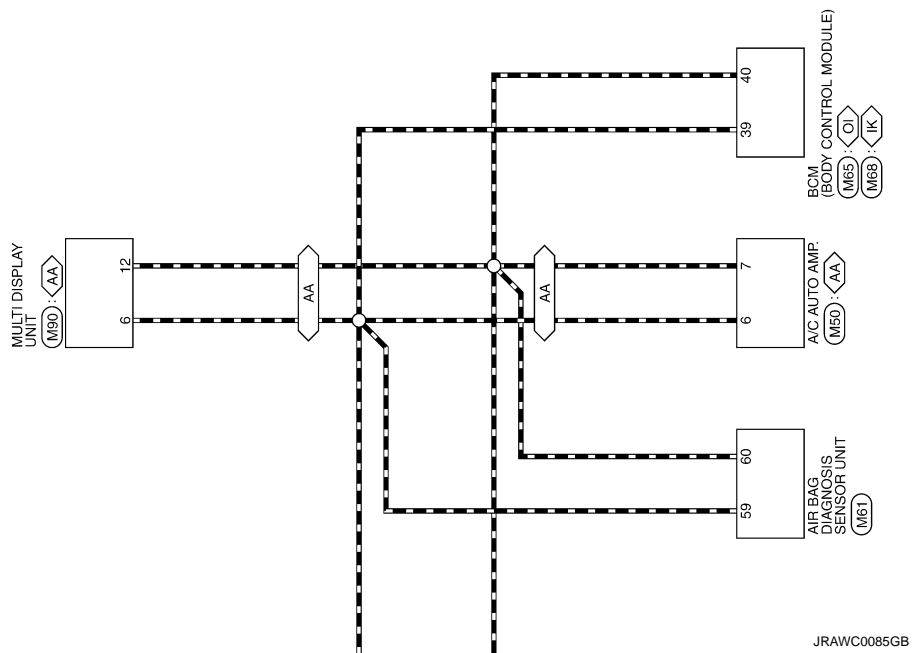 MULTI DISPLAY
UNIT
M90 : AA
12
6
AA
AA
40
39
BCM
(BODY CONTROL MODULE)
M65 : OI
M68 : IK
7
6
A/C AUTO AMP.
M50 : AA
60
59
AIR BAG
DIAGNOSIS
SENSOR UNIT
M61
JRAWC0085GB